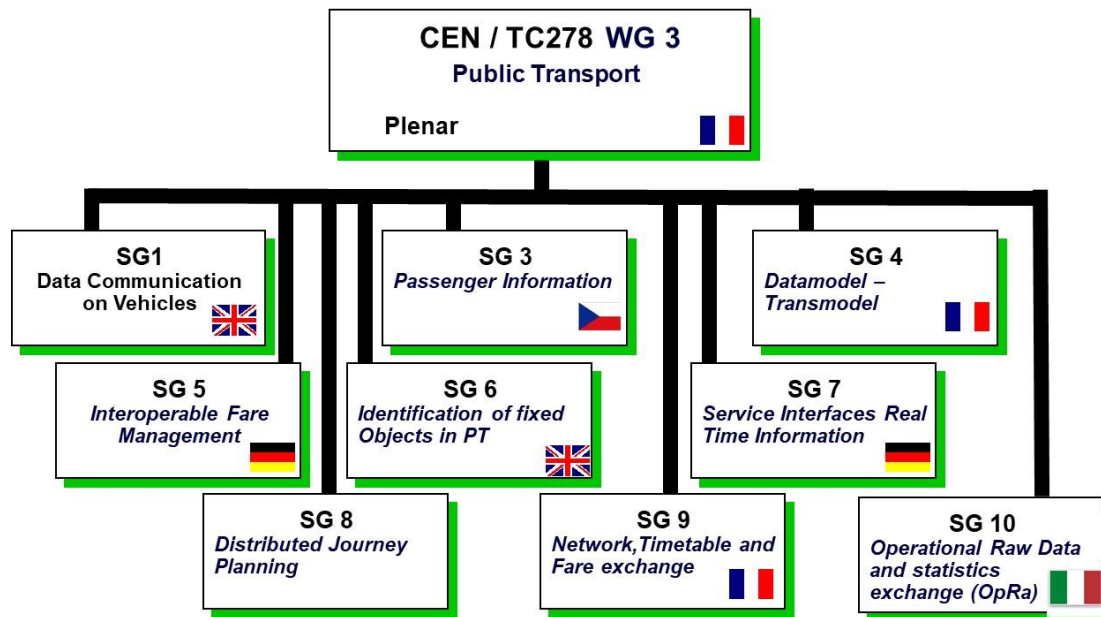 CEN / TC278 WG 3
Public Transport
Plenar
SG1
Data Communication
on Vehicles
SG 3
Passenger Information
SG 4
Datamodel –
Transmodel
SG 5
Interoperable Fare
Management
SG 6
Identification of fixed
Objects in PT
SG 7
Service Interfaces Real
Time Information
SG 8
Distributed Journey
Planning
SG 9
Network,Timetable and
Fare exchange
SG 10
Operational Raw Data
and statistics
exchange (OpRa)